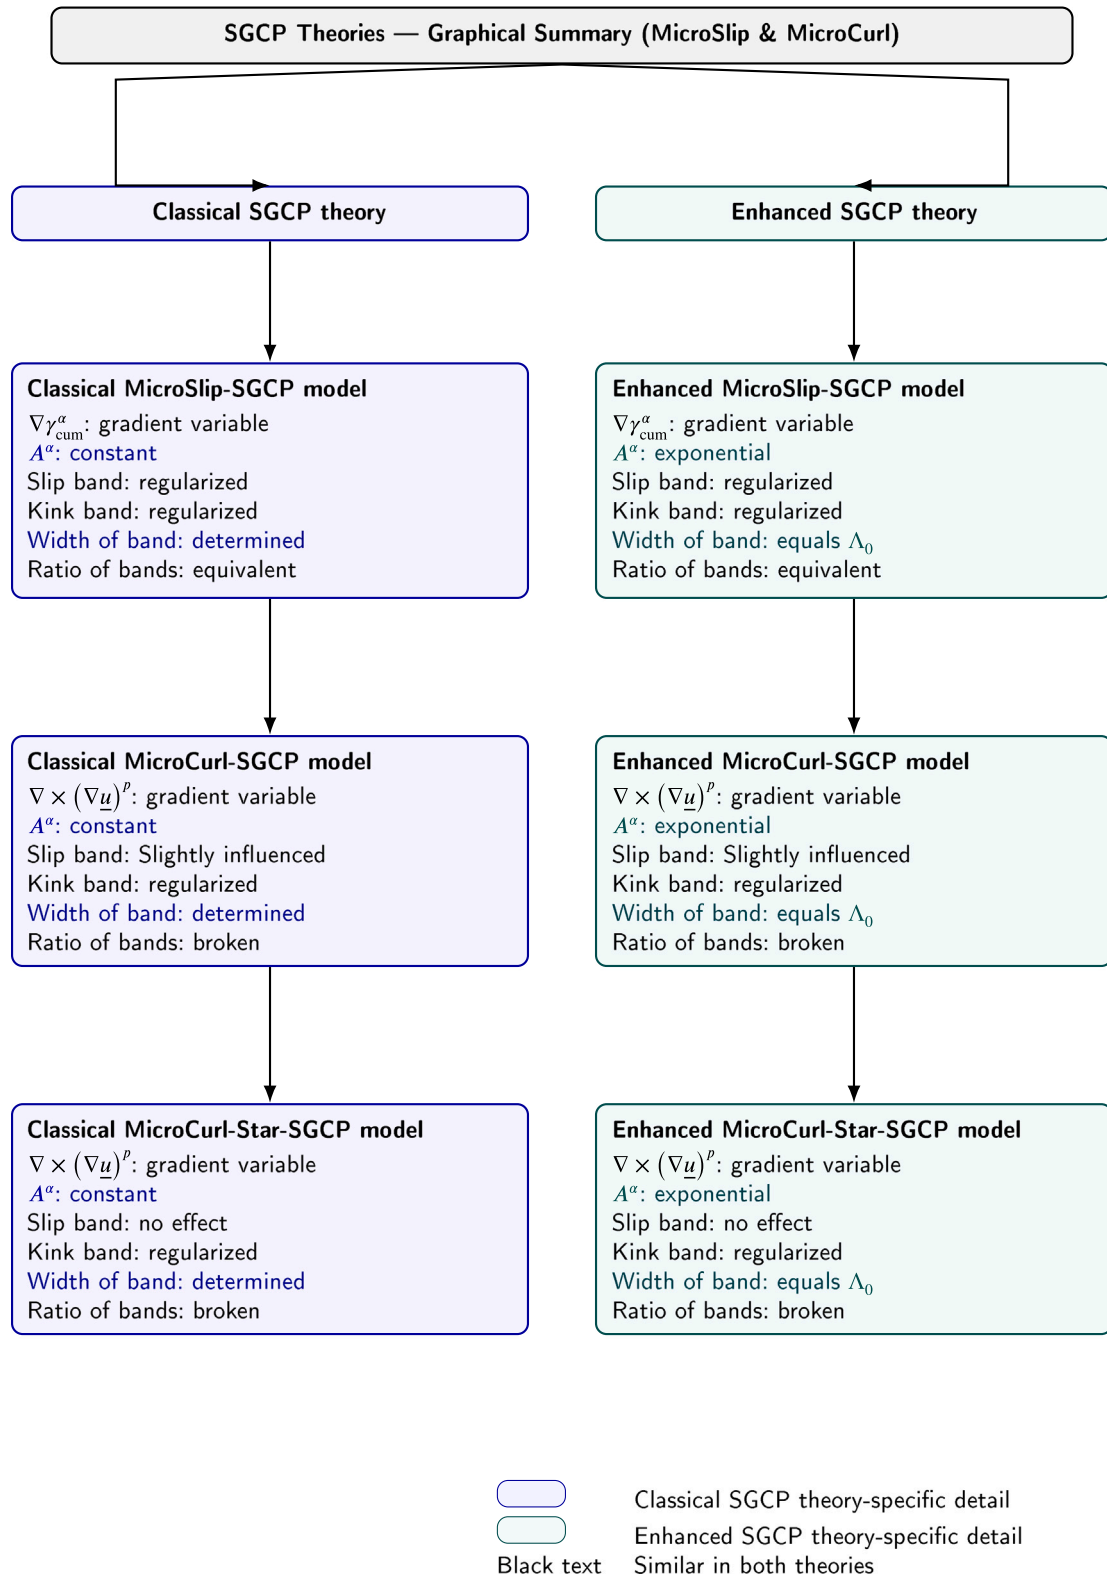 SGCP Theories — Graphical Summary (MicroSlip & MicroCurl)
Classical SGCP theory
Enhanced SGCP theory
Classical MicroSlip-SGCP model
∇γ^α_cum: gradient variable
A^α: constant
Slip band: regularized
Kink band: regularized
Width of band: determined
Ratio of bands: equivalent
Enhanced MicroSlip-SGCP model
∇γ^α_cum: gradient variable
A^α: exponential
Slip band: regularized
Kink band: regularized
Width of band: equals Λ₀
Ratio of bands: equivalent
Classical MicroCurl-SGCP model
∇ × (∇u̲)^p: gradient variable
A^α: constant
Slip band: Slightly influenced
Kink band: regularized
Width of band: determined
Ratio of bands: broken
Enhanced MicroCurl-SGCP model
∇ × (∇u̲)^p: gradient variable
A^α: exponential
Slip band: Slightly influenced
Kink band: regularized
Width of band: equals Λ₀
Ratio of bands: broken
Classical MicroCurl-Star-SGCP model
∇ × (∇u̲)^p: gradient variable
A^α: constant
Slip band: no effect
Kink band: regularized
Width of band: determined
Ratio of bands: broken
Enhanced MicroCurl-Star-SGCP model
∇ × (∇u̲)^p: gradient variable
A^α: exponential
Slip band: no effect
Kink band: regularized
Width of band: equals Λ₀
Ratio of bands: broken
Classical SGCP theory-specific detail
Enhanced SGCP theory-specific detail
Black text Similar in both theories